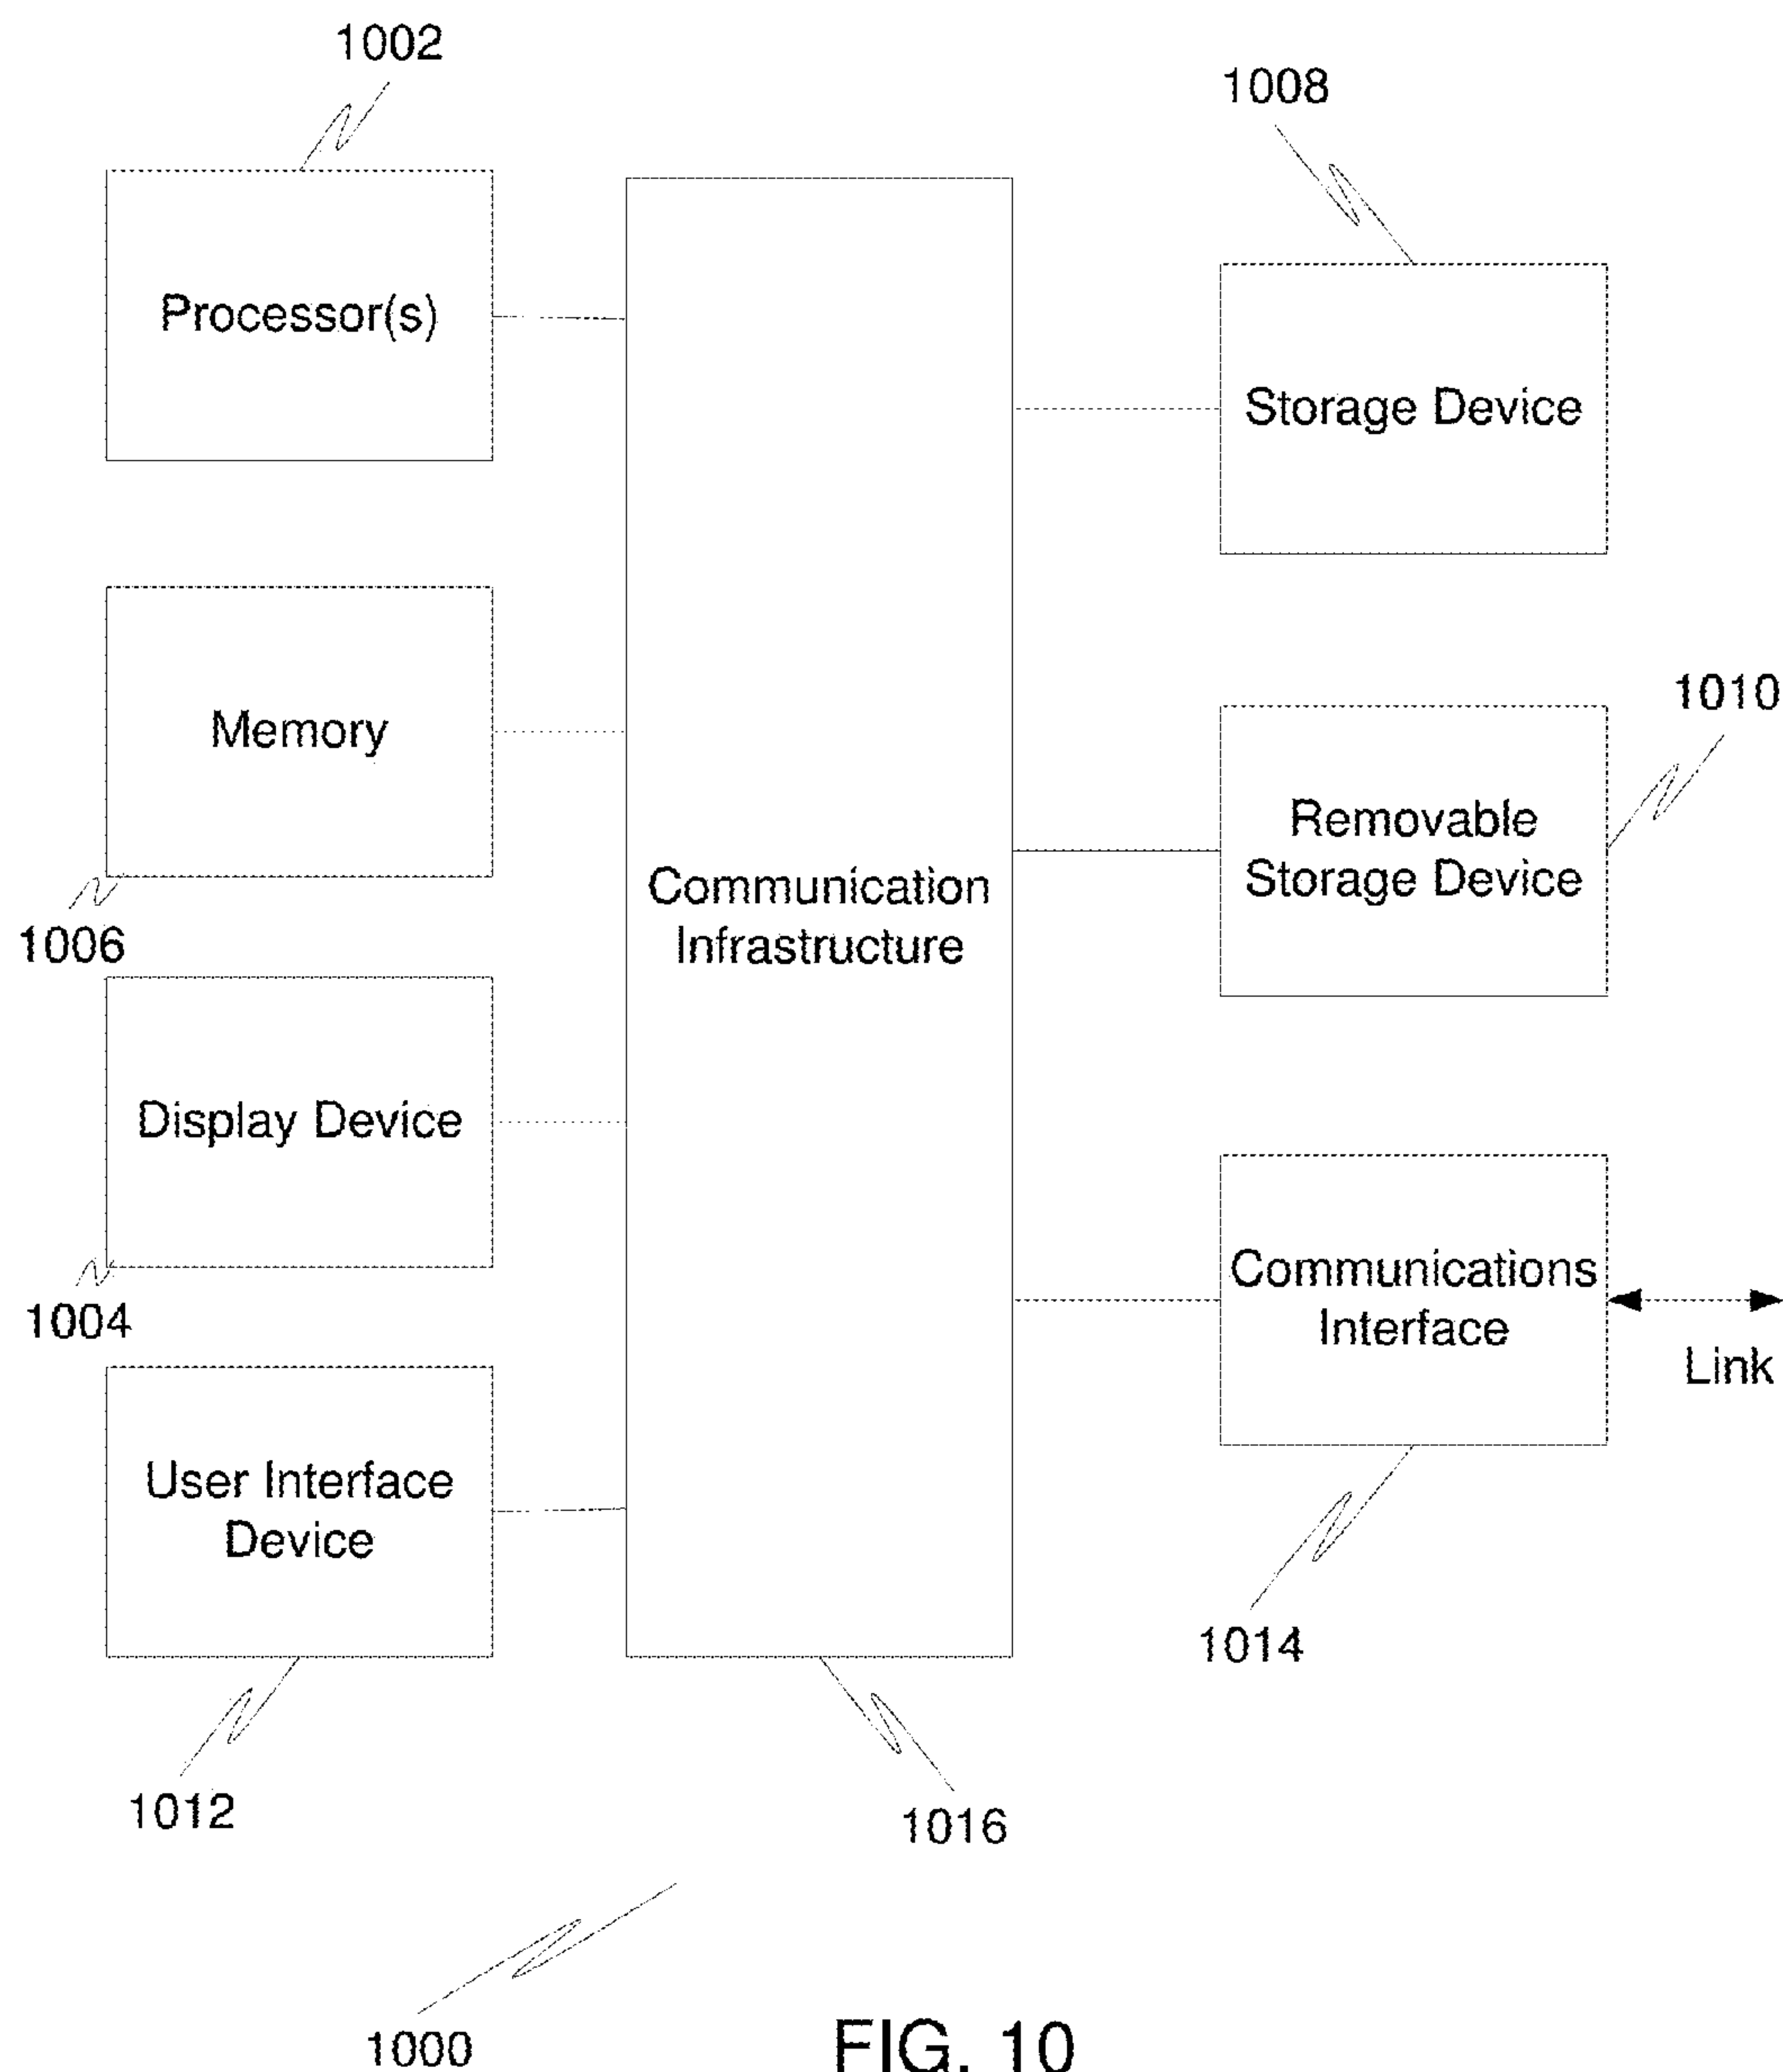 1002
1008
Processor(s)
Storage Device
1010
Memory
Removable
Storage Device
Communication
Infrastructure
1006
Display Device
Communications
Interface
Link
1004
User Interface
Device
1014
1012
1016
1000
FIG. 10